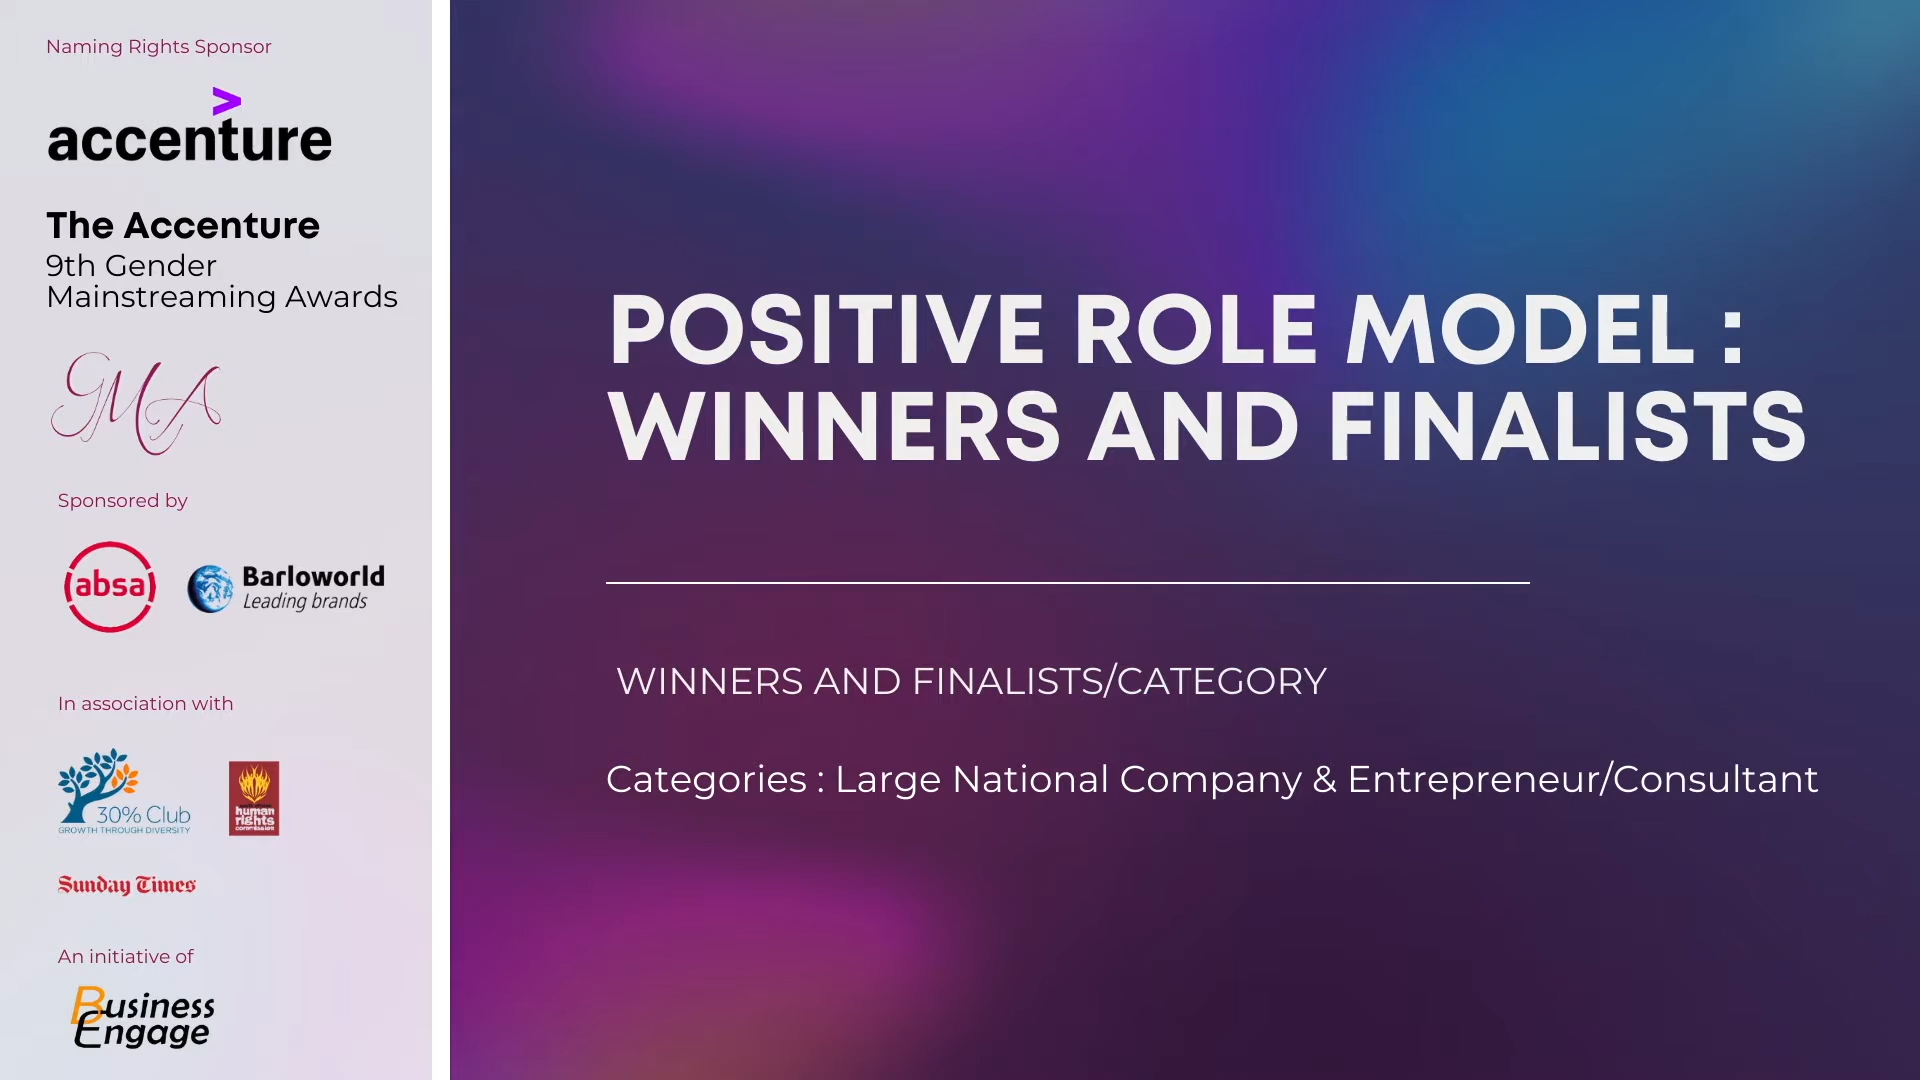 Naming Rights Sponsor
>
accenture
The Accenture
9th Gender
Mainstreaming Awards
GMA
Sponsored by
absa
Barloworld
Leading brands
In association with
30% Club
GROWTH THROUGH DIVERSITY
human
rights
commission
Sunday Times
An initiative of
Business
Engage
POSITIVE ROLE MODEL :
WINNERS AND FINALISTS
WINNERS AND FINALISTS/CATEGORY
Categories : Large National Company & Entrepreneur/Consultant